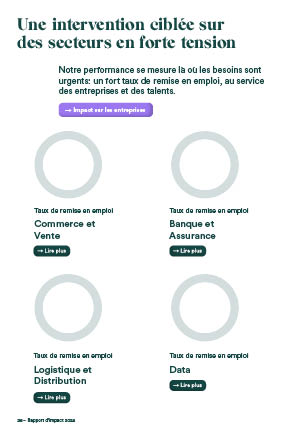 Une intervention ciblée sur
des secteurs en forte tension
Notre performance se mesure là où les besoins sont
urgents: un fort taux de remise en emploi, au service
des entreprises et des talents.
→ Impact sur les entreprises
Taux de remise en emploi
Commerce et
Vente
→ Lire plus
Taux de remise en emploi
Banque et
Assurance
→ Lire plus
Taux de remise en emploi
Logistique et
Distribution
→ Lire plus
Taux de remise en emploi
Data
→ Lire plus
— Rapport d'impact